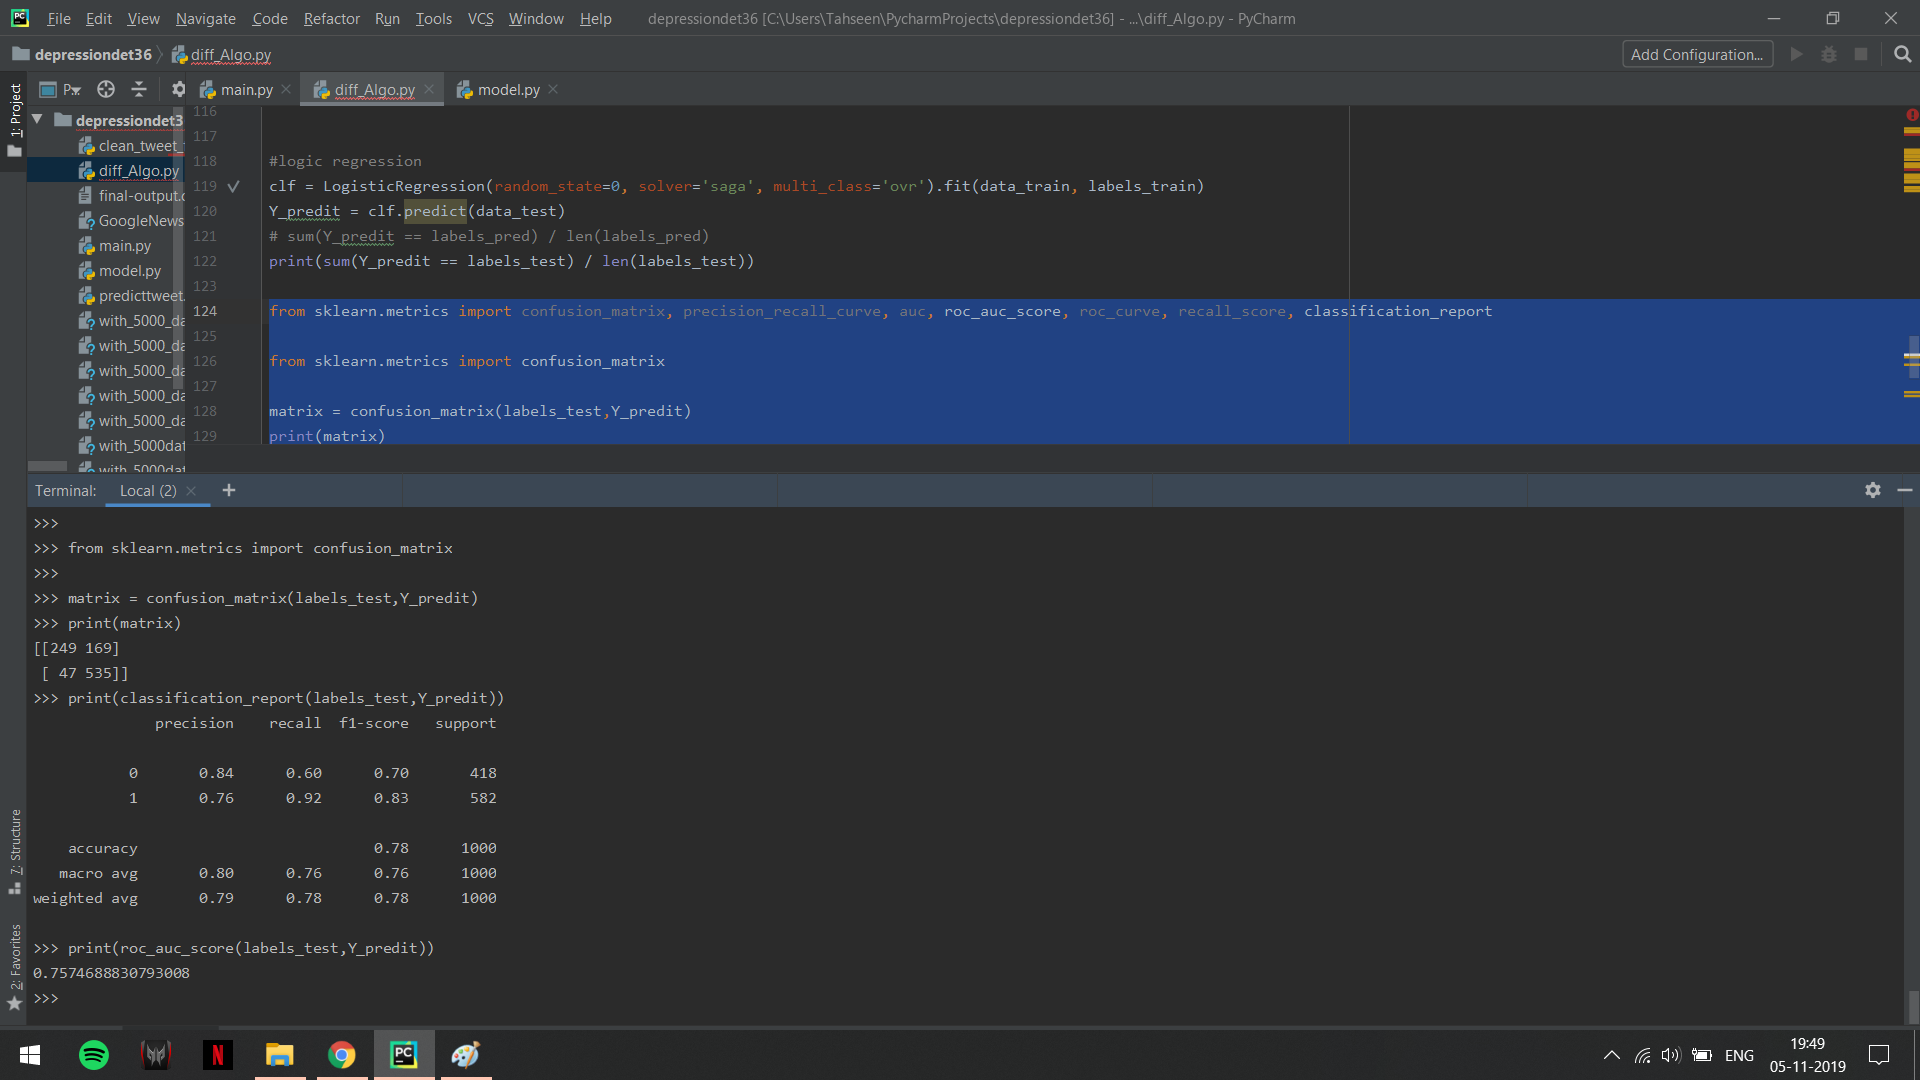 File Edit View Navigate Code Refactor Run Tools VCS Window Help depressiondet36 [C:\Users\Tahseen\PycharmProjects\depressiondet36] - ...\diff_Algo.py - PyCharm
depressiondet36 diff_Algo.py Add Configuration...
1: Project
P..
main.py diff_Algo.py model.py
depressiondet3
clean_tweet_
diff_Algo.py
final-output.c
GoogleNews
main.py
model.py
predicttweet.
with_5000_da
with_5000_da
with_5000_da
with_5000_da
with_5000_da
with_5000dat
with_5000dat
116
117
118 #logic regression
119 clf = LogisticRegression(random_state=0, solver='saga', multi_class='ovr').fit(data_train, labels_train)
120 Y_predit = clf.predict(data_test)
121 # sum(Y_predit == labels_pred) / len(labels_pred)
122 print(sum(Y_predit == labels_test) / len(labels_test))
123
124 from sklearn.metrics import confusion_matrix, precision_recall_curve, auc, roc_auc_score, roc_curve, recall_score, classification_report
125
126 from sklearn.metrics import confusion_matrix
127
128 matrix = confusion_matrix(labels_test,Y_predit)
129 print(matrix)
Terminal: Local (2) +
>>>
>>> from sklearn.metrics import confusion_matrix
>>>
>>> matrix = confusion_matrix(labels_test,Y_predit)
>>> print(matrix)
[[249 169]
[ 47 535]]
>>> print(classification_report(labels_test,Y_predit))
precision recall f1-score support
0 0.84 0.60 0.70 418
1 0.76 0.92 0.83 582
accuracy 0.78 1000
macro avg 0.80 0.76 0.76 1000
weighted avg 0.79 0.78 0.78 1000
>>> print(roc_auc_score(labels_test,Y_predit))
0.7574688830793008
>>>
7: Structure
2: Favorites
ENG
19:49
05-11-2019